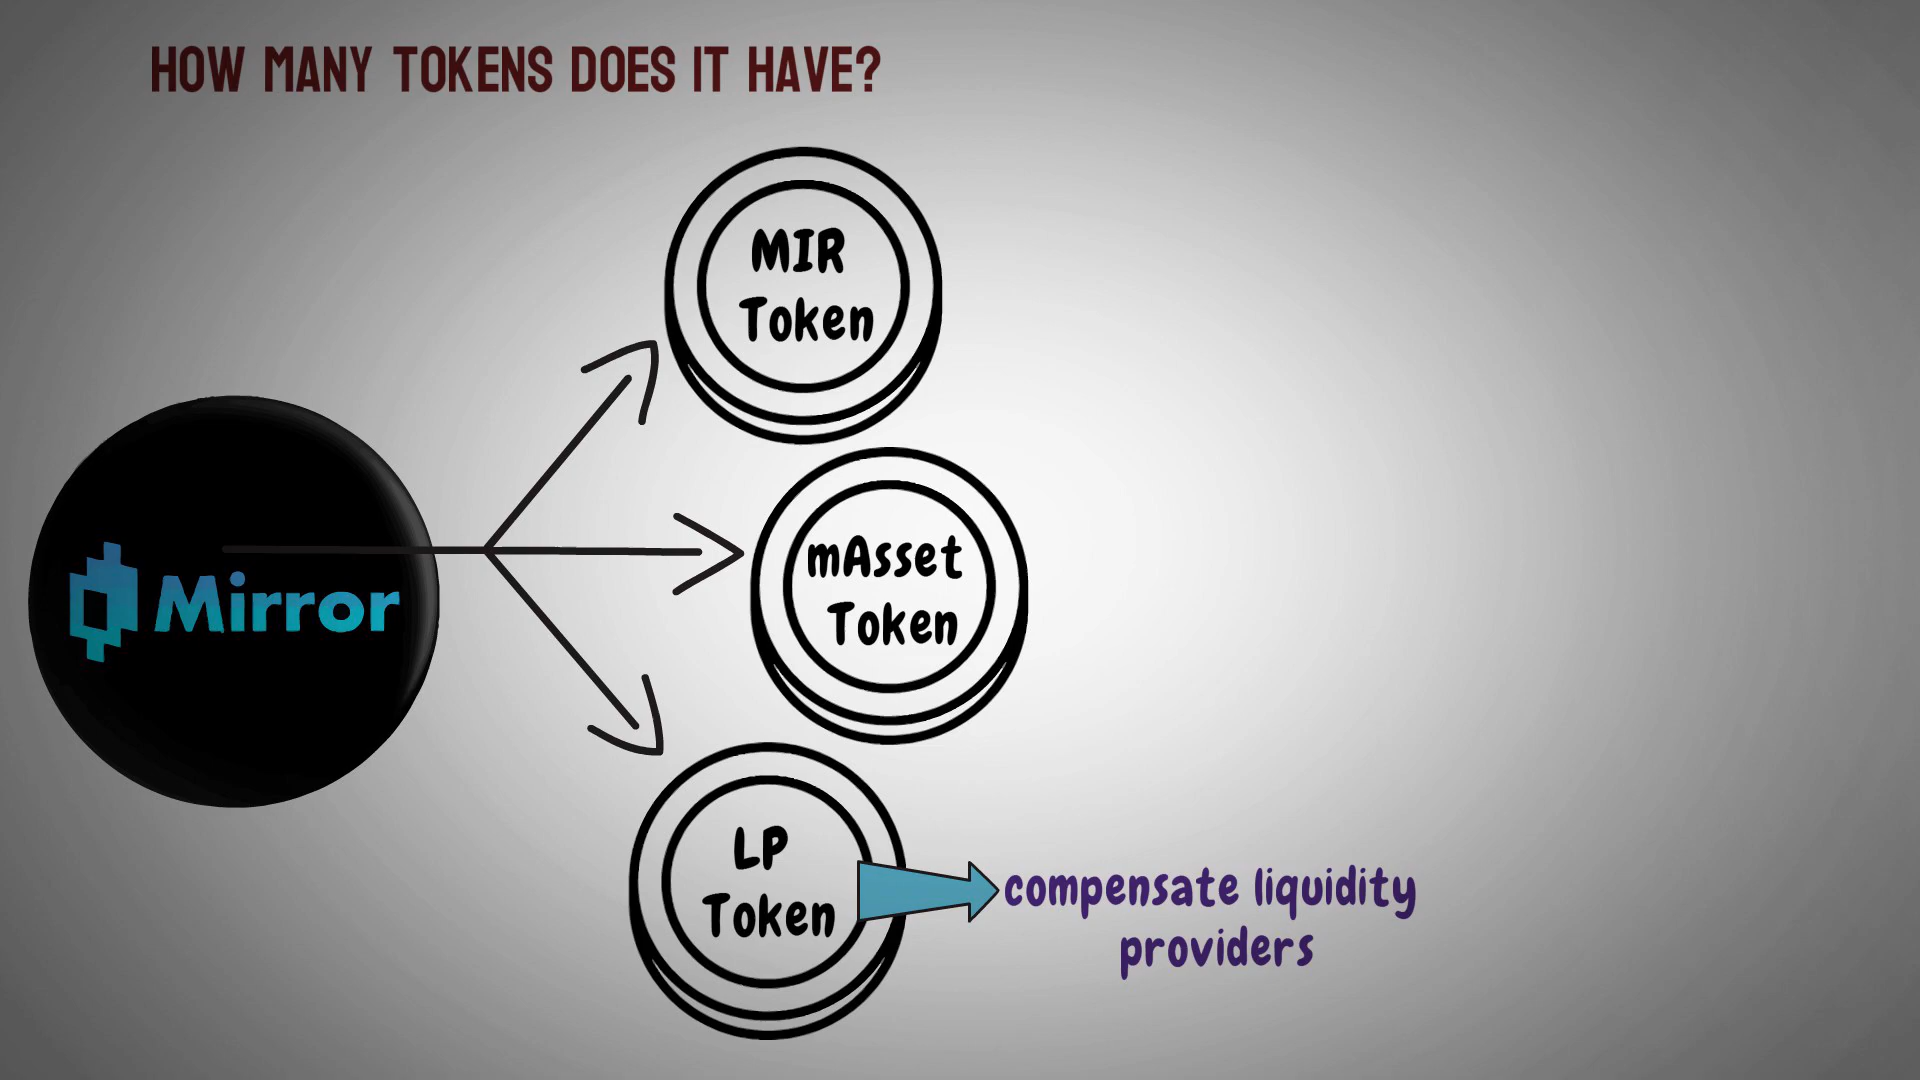 HOW MANY TOKENS DOES IT HAVE?
MIR
Token
Mirror
mAsset
Token
LP
Token
compensate liquidity
providers